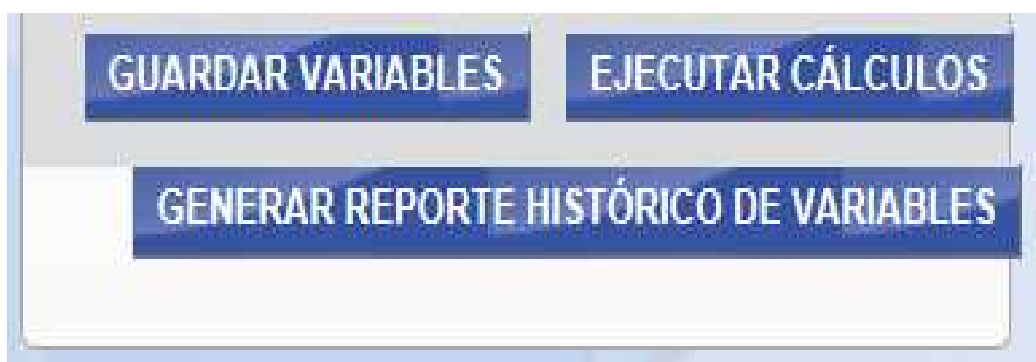 GUARDAR VARIABLES EJECUTAR CÁLCULOS
GENERAR REPORTE HISTÓRICO DE VARIABLES